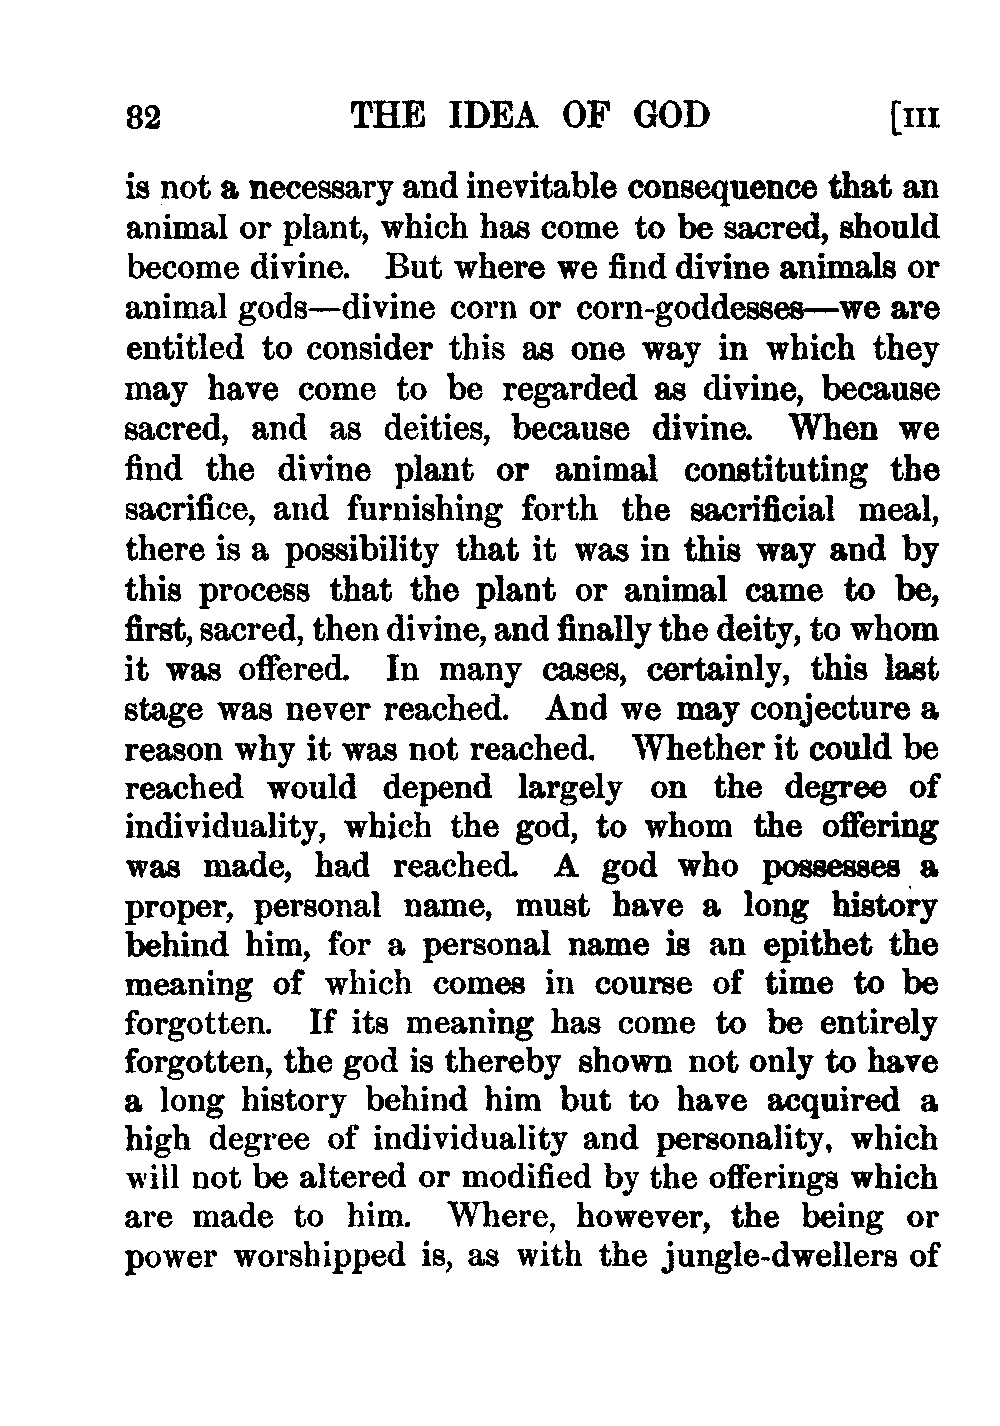 82 THE IDEA OF GOD [III
is not a necessary and inevitable consequence that an
animal or plant, which has come to be sacred, should
become divine. But where we find divine animals or
animal gods—divine corn or corn-goddesses—we are
entitled to consider this as one way in which they
may have come to be regarded as divine, because
sacred, and as deities, because divine. When we
find the divine plant or animal constituting the
sacrifice, and furnishing forth the sacrificial meal,
there is a possibility that it was in this way and by
this process that the plant or animal came to be,
first, sacred, then divine, and finally the deity, to whom
it was offered. In many cases, certainly, this last
stage was never reached. And we may conjecture a
reason why it was not reached. Whether it could be
reached would depend largely on the degree of
individuality, which the god, to whom the offering
was made, had reached. A god who possesses a
proper, personal name, must have a long history
behind him, for a personal name is an epithet the
meaning of which comes in course of time to be
forgotten. If its meaning has come to be entirely
forgotten, the god is thereby shown not only to have
a long history behind him but to have acquired a
high degree of individuality and personality, which
will not be altered or modified by the offerings which
are made to him. Where, however, the being or
power worshipped is, as with the jungle-dwellers of